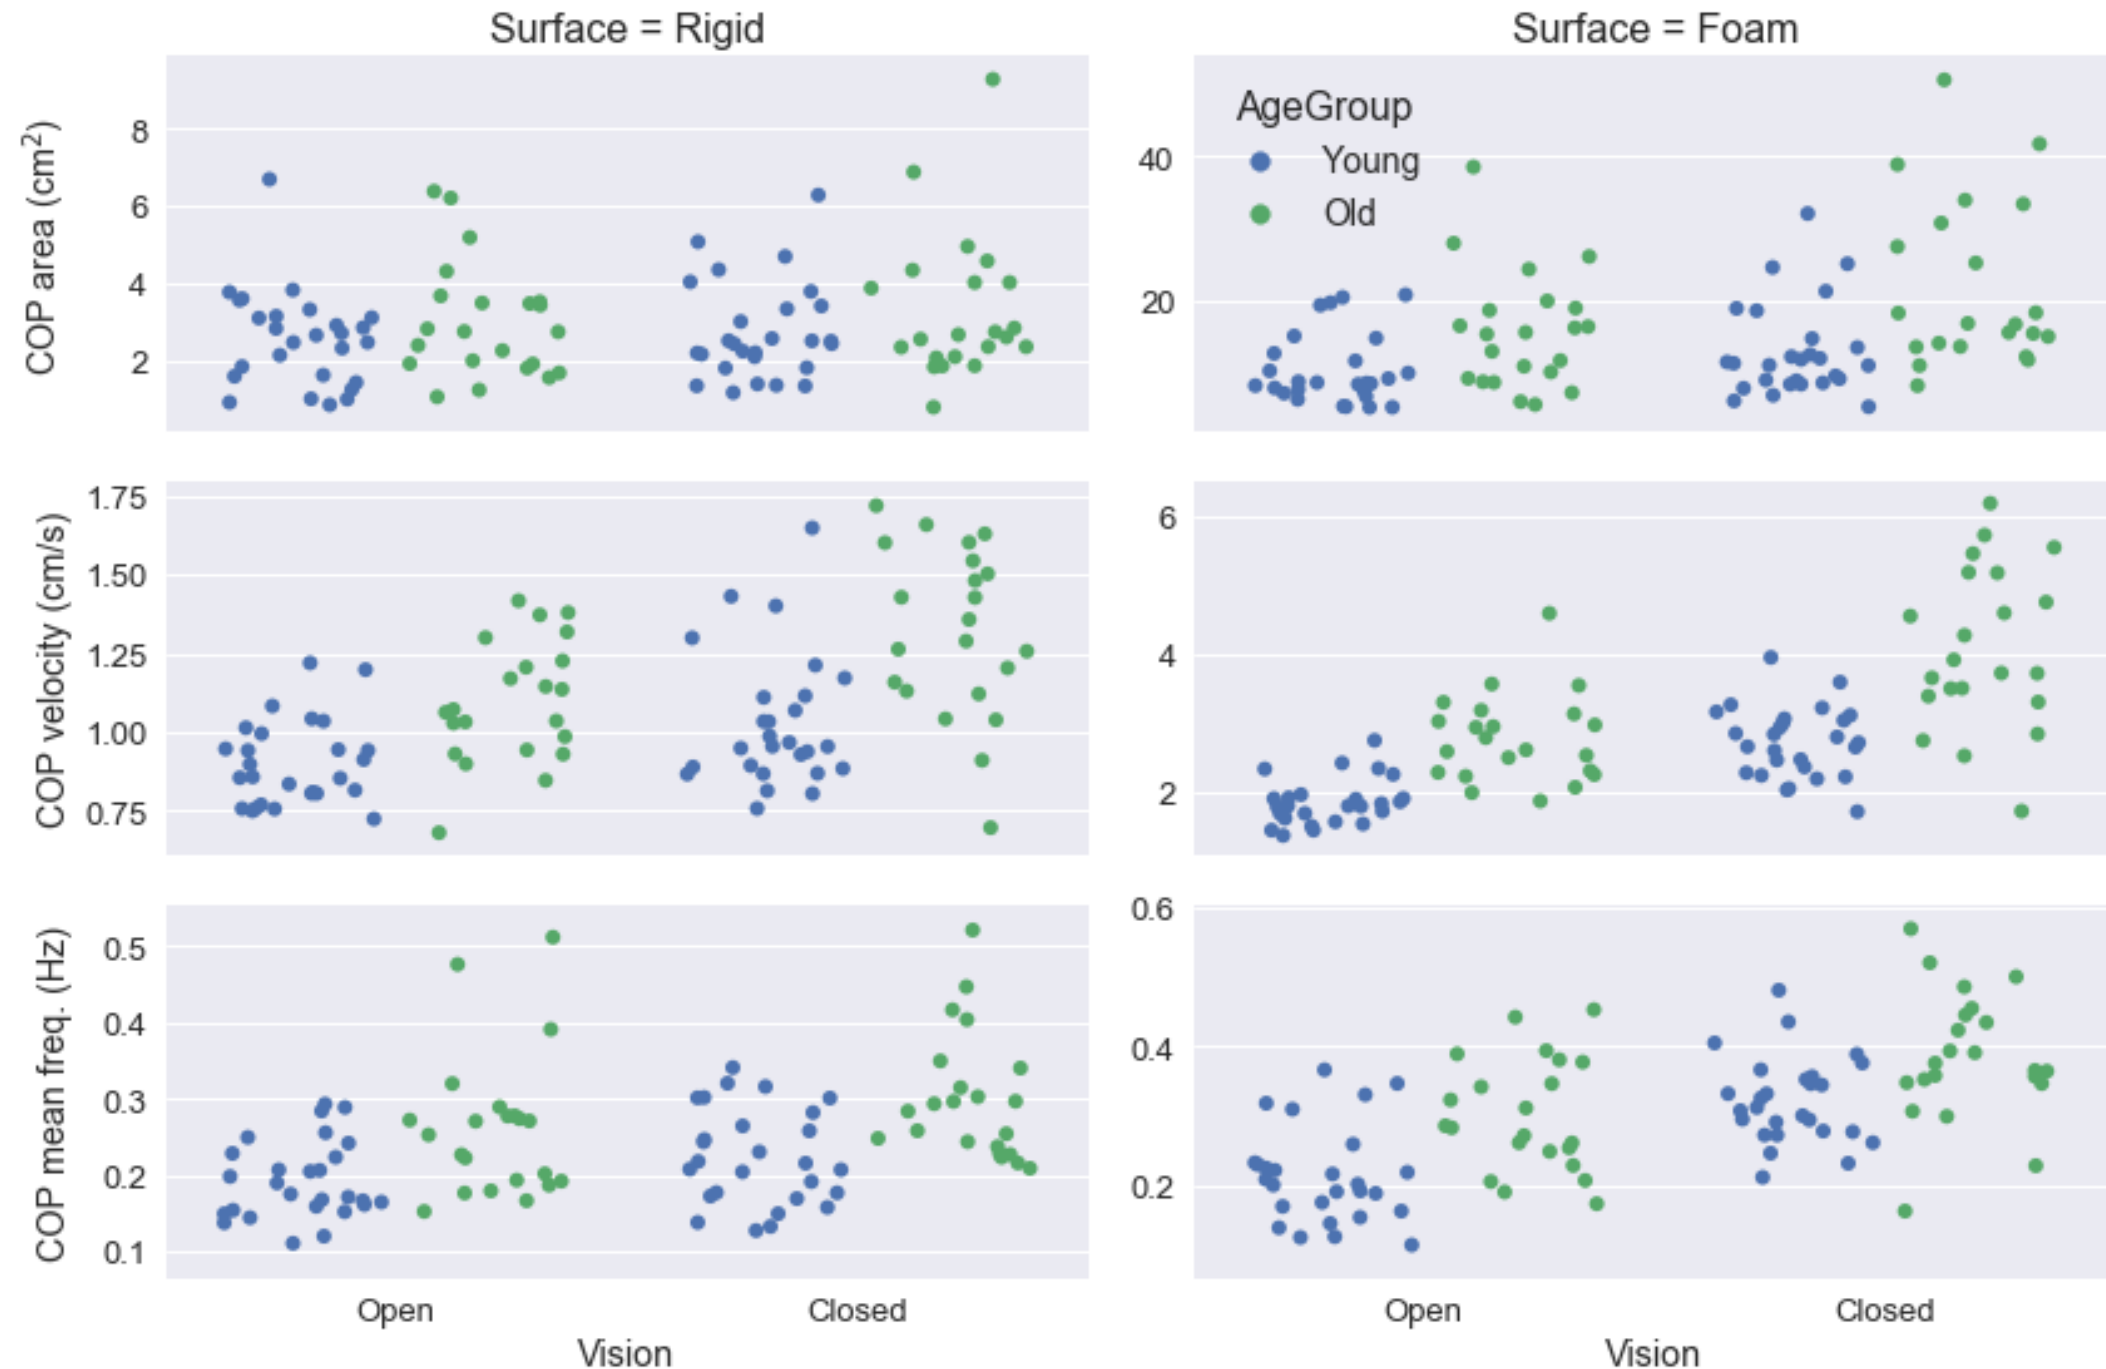 Surface = Rigid
Surface = Foam
COP area (cm²)
8
6
4
2
AgeGroup
Young
Old
40
20
COP velocity (cm/s)
1.75
1.50
1.25
1.00
0.75
6
4
2
COP mean freq. (Hz)
0.5
0.4
0.3
0.2
0.1
0.6
0.4
0.2
Open Closed
Vision
Open Closed
Vision